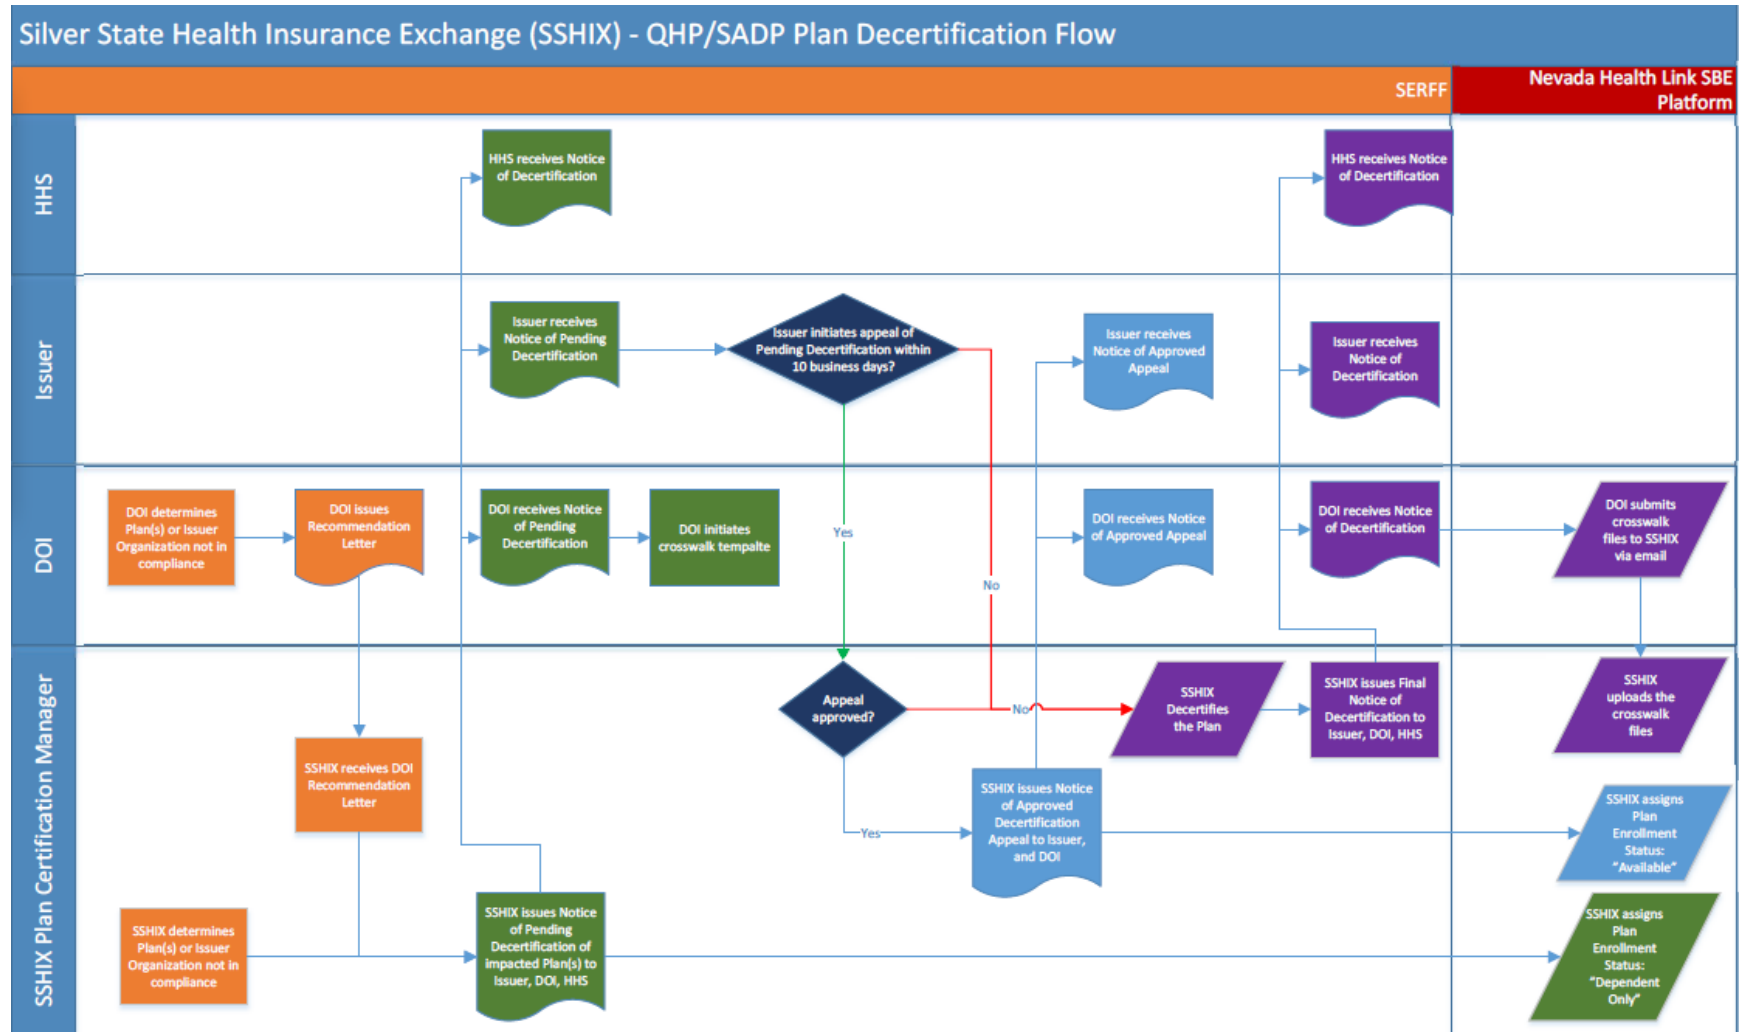 Silver State Health Insurance Exchange (SSHIX) - QHP/SADP Plan Decertification Flow
SERFF
Nevada Health Link SBE
Platform
HHS
HHS receives Notice
of Decertification
HHS receives Notice
of Decertification
Issuer
Issuer receives
Notice of Pending
Decertification
Issuer initiates appeal of
Pending Decertification within
10 business days?
Issuer receives
Notice of Approved
Appeal
Issuer receives
Notice of
Decertification
DOI
DOI determines
Plan(s) or Issuer
Organization not in
compliance
DOI issues
Recommendation
Letter
DOI receives Notice
of Pending
Decertification
DOI initiates
crosswalk tempalte
Yes
No
DOI receives Notice
of Approved Appeal
DOI receives Notice
of Decertification
DOI submits
crosswalk
files to SSHIX
via email
SSHIX Plan Certification Manager
SSHIX receives DOI
Recommendation
Letter
Appeal
approved?
No
Yes
SSHIX
Decertifies
the Plan
SSHIX issues Final
Notice of
Decertification to
Issuer, DOI, HHS
SSHIX
uploads the
crosswalk
files
SSHIX issues Notice
of Approved
Decertification
Appeal to Issuer,
and DOI
SSHIX assigns
Plan
Enrollment
Status:
“Available”
SSHIX determines
Plan(s) or Issuer
Organization not in
compliance
SSHIX issues Notice
of Pending
Decertification of
impacted Plan(s) to
Issuer, DOI, HHS
SSHIX assigns
Plan
Enrollment
Status:
“Dependent
Only”